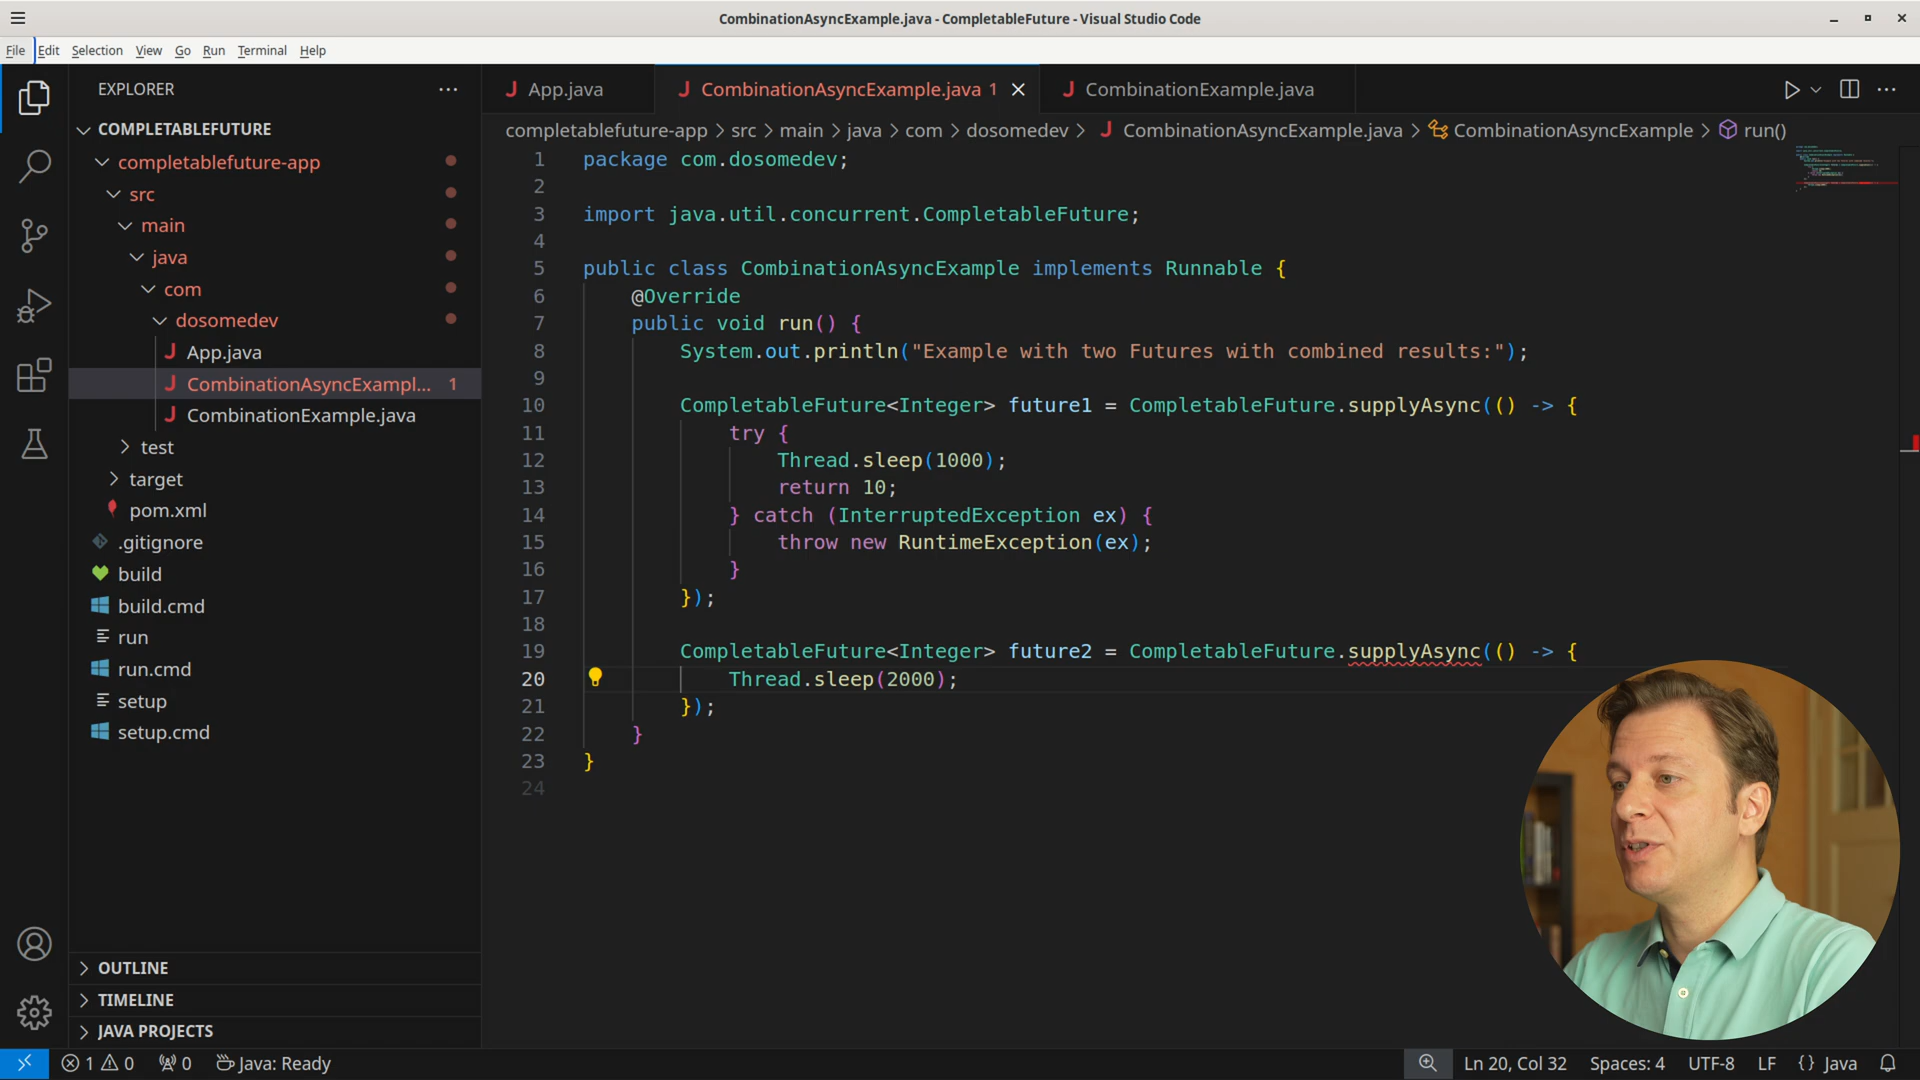 CombinationAsyncExample.java - CompletableFuture - Visual Studio Code
File Edit Selection View Go Run Terminal Help
EXPLORER
COMPLETABLEFUTURE
completablefuture-app
src
main
java
com
dosomedev
App.java
CombinationAsyncExampl... 1
CombinationExample.java
test
target
pom.xml
.gitignore
build
build.cmd
run
run.cmd
setup
setup.cmd
OUTLINE
TIMELINE
JAVA PROJECTS
App.java CombinationAsyncExample.java 1 CombinationExample.java
completablefuture-app > src > main > java > com > dosomedev > CombinationAsyncExample.java > CombinationAsyncExample > run()
1 package com.dosomedev;
2
3 import java.util.concurrent.CompletableFuture;
4
5 public class CombinationAsyncExample implements Runnable {
6 @Override
7 public void run() {
8 System.out.println("Example with two Futures with combined results:");
9
10 CompletableFuture<Integer> future1 = CompletableFuture.supplyAsync(() -> {
11 try {
12 Thread.sleep(1000);
13 return 10;
14 } catch (InterruptedException ex) {
15 throw new RuntimeException(ex);
16 }
17 });
18
19 CompletableFuture<Integer> future2 = CompletableFuture.supplyAsync(() -> {
20 Thread.sleep(2000);
21 });
22 }
23 }
24
1 0 0 Java: Ready Ln 20, Col 32 Spaces: 4 UTF-8 LF {} Java